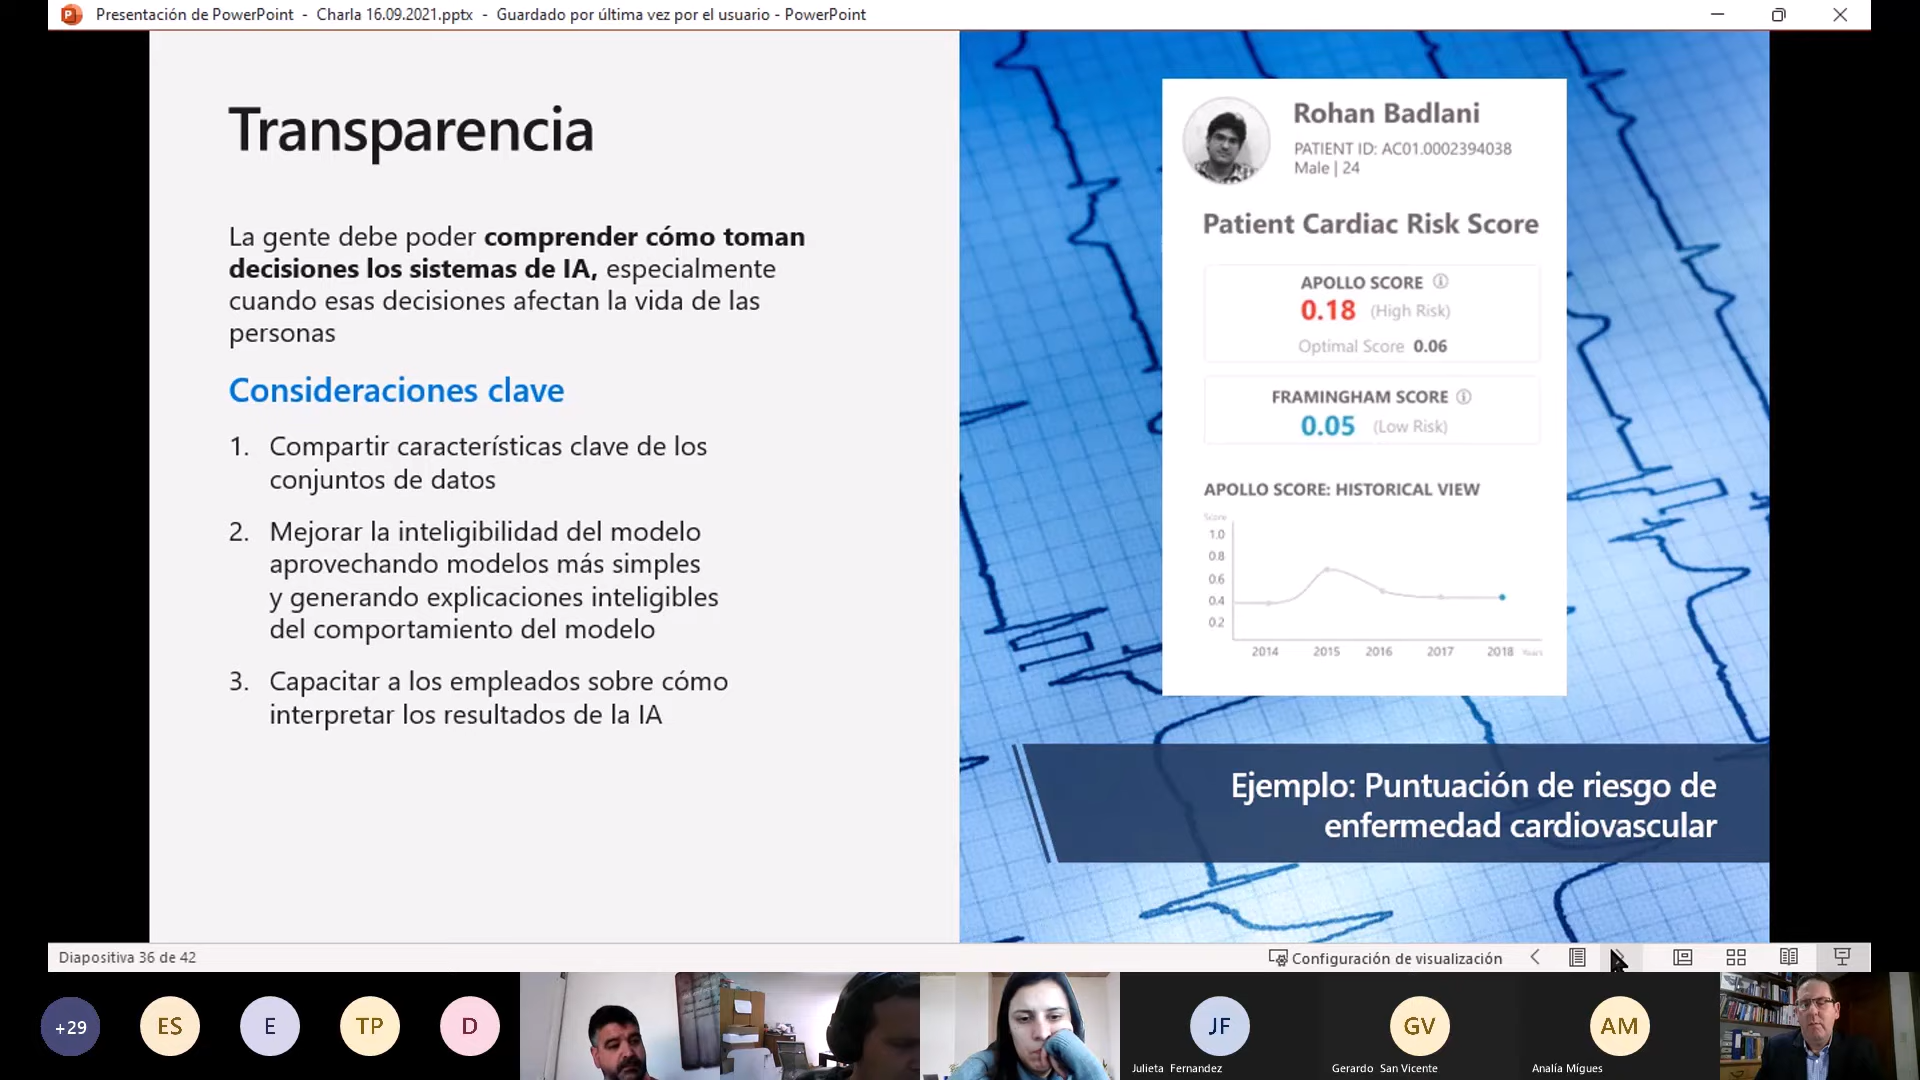 Presentación de PowerPoint - Charla 16.09.2021.pptx - Guardado por última vez por el usuario - PowerPoint
Transparencia
La gente debe poder comprender cómo toman
decisiones los sistemas de IA, especialmente
cuando esas decisiones afectan la vida de las
personas
Consideraciones clave
1. Compartir características clave de los
conjuntos de datos
2. Mejorar la inteligibilidad del modelo
aprovechando modelos más simples
y generando explicaciones inteligibles
del comportamiento del modelo
3. Capacitar a los empleados sobre cómo
interpretar los resultados de la IA
Rohan Badlani
PATIENT ID: AC01.0002394038
Male | 24
Patient Cardiac Risk Score
APOLLO SCORE
0.18 (High Risk)
Optimal Score 0.06
FRAMINGHAM SCORE
0.05 (Low Risk)
APOLLO SCORE: HISTORICAL VIEW
Score
1.0
0.8
0.6
0.4
0.2
2014 2015 2016 2017 2018 Years
Ejemplo: Puntuación de riesgo de
enfermedad cardiovascular
Diapositiva 36 de 42
Configuración de visualización
+29 ES E TP D JF GV AM
Julieta Fernandez
Gerardo San Vicente
Analía Mígues